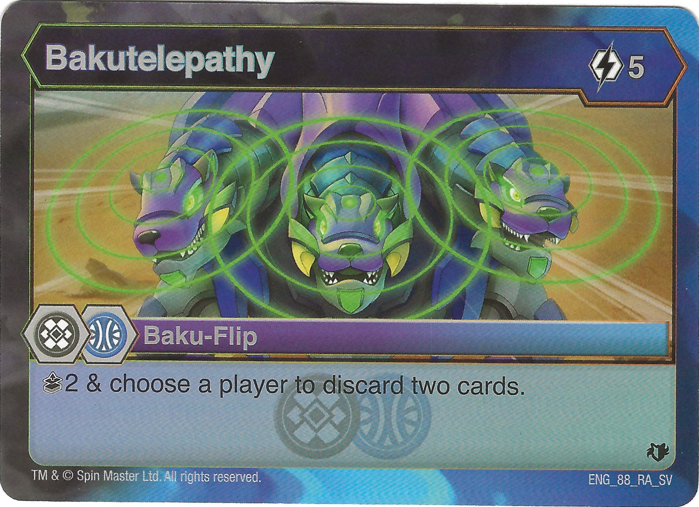 Bakutelepathy
5
Baku-Flip
2 & choose a player to discard two cards.
TM & © Spin Master Ltd. All rights reserved.
ENG_88_RA_SV